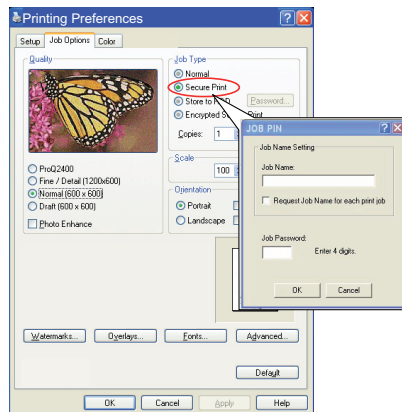 Printing Preferences
Setup Job Options Color
Quality
ProQ2400
Fine / Detail (1200x600)
Normal (600 x 600)
Draft (600 x 600)
Photo Enhance
Job Type
Normal
Secure Print
Store to
Password...
Encrypted
Print
Copies: 1
Scale
100
Orientation
Portrait
Landscape
JOB PIN
Job Name Setting
Job Name:
Request Job Name for each print job
Job Password:
Enter 4 digits.
OK Cancel
Watermarks... Overlays... Fonts... Advanced...
Default
OK Cancel Apply Help